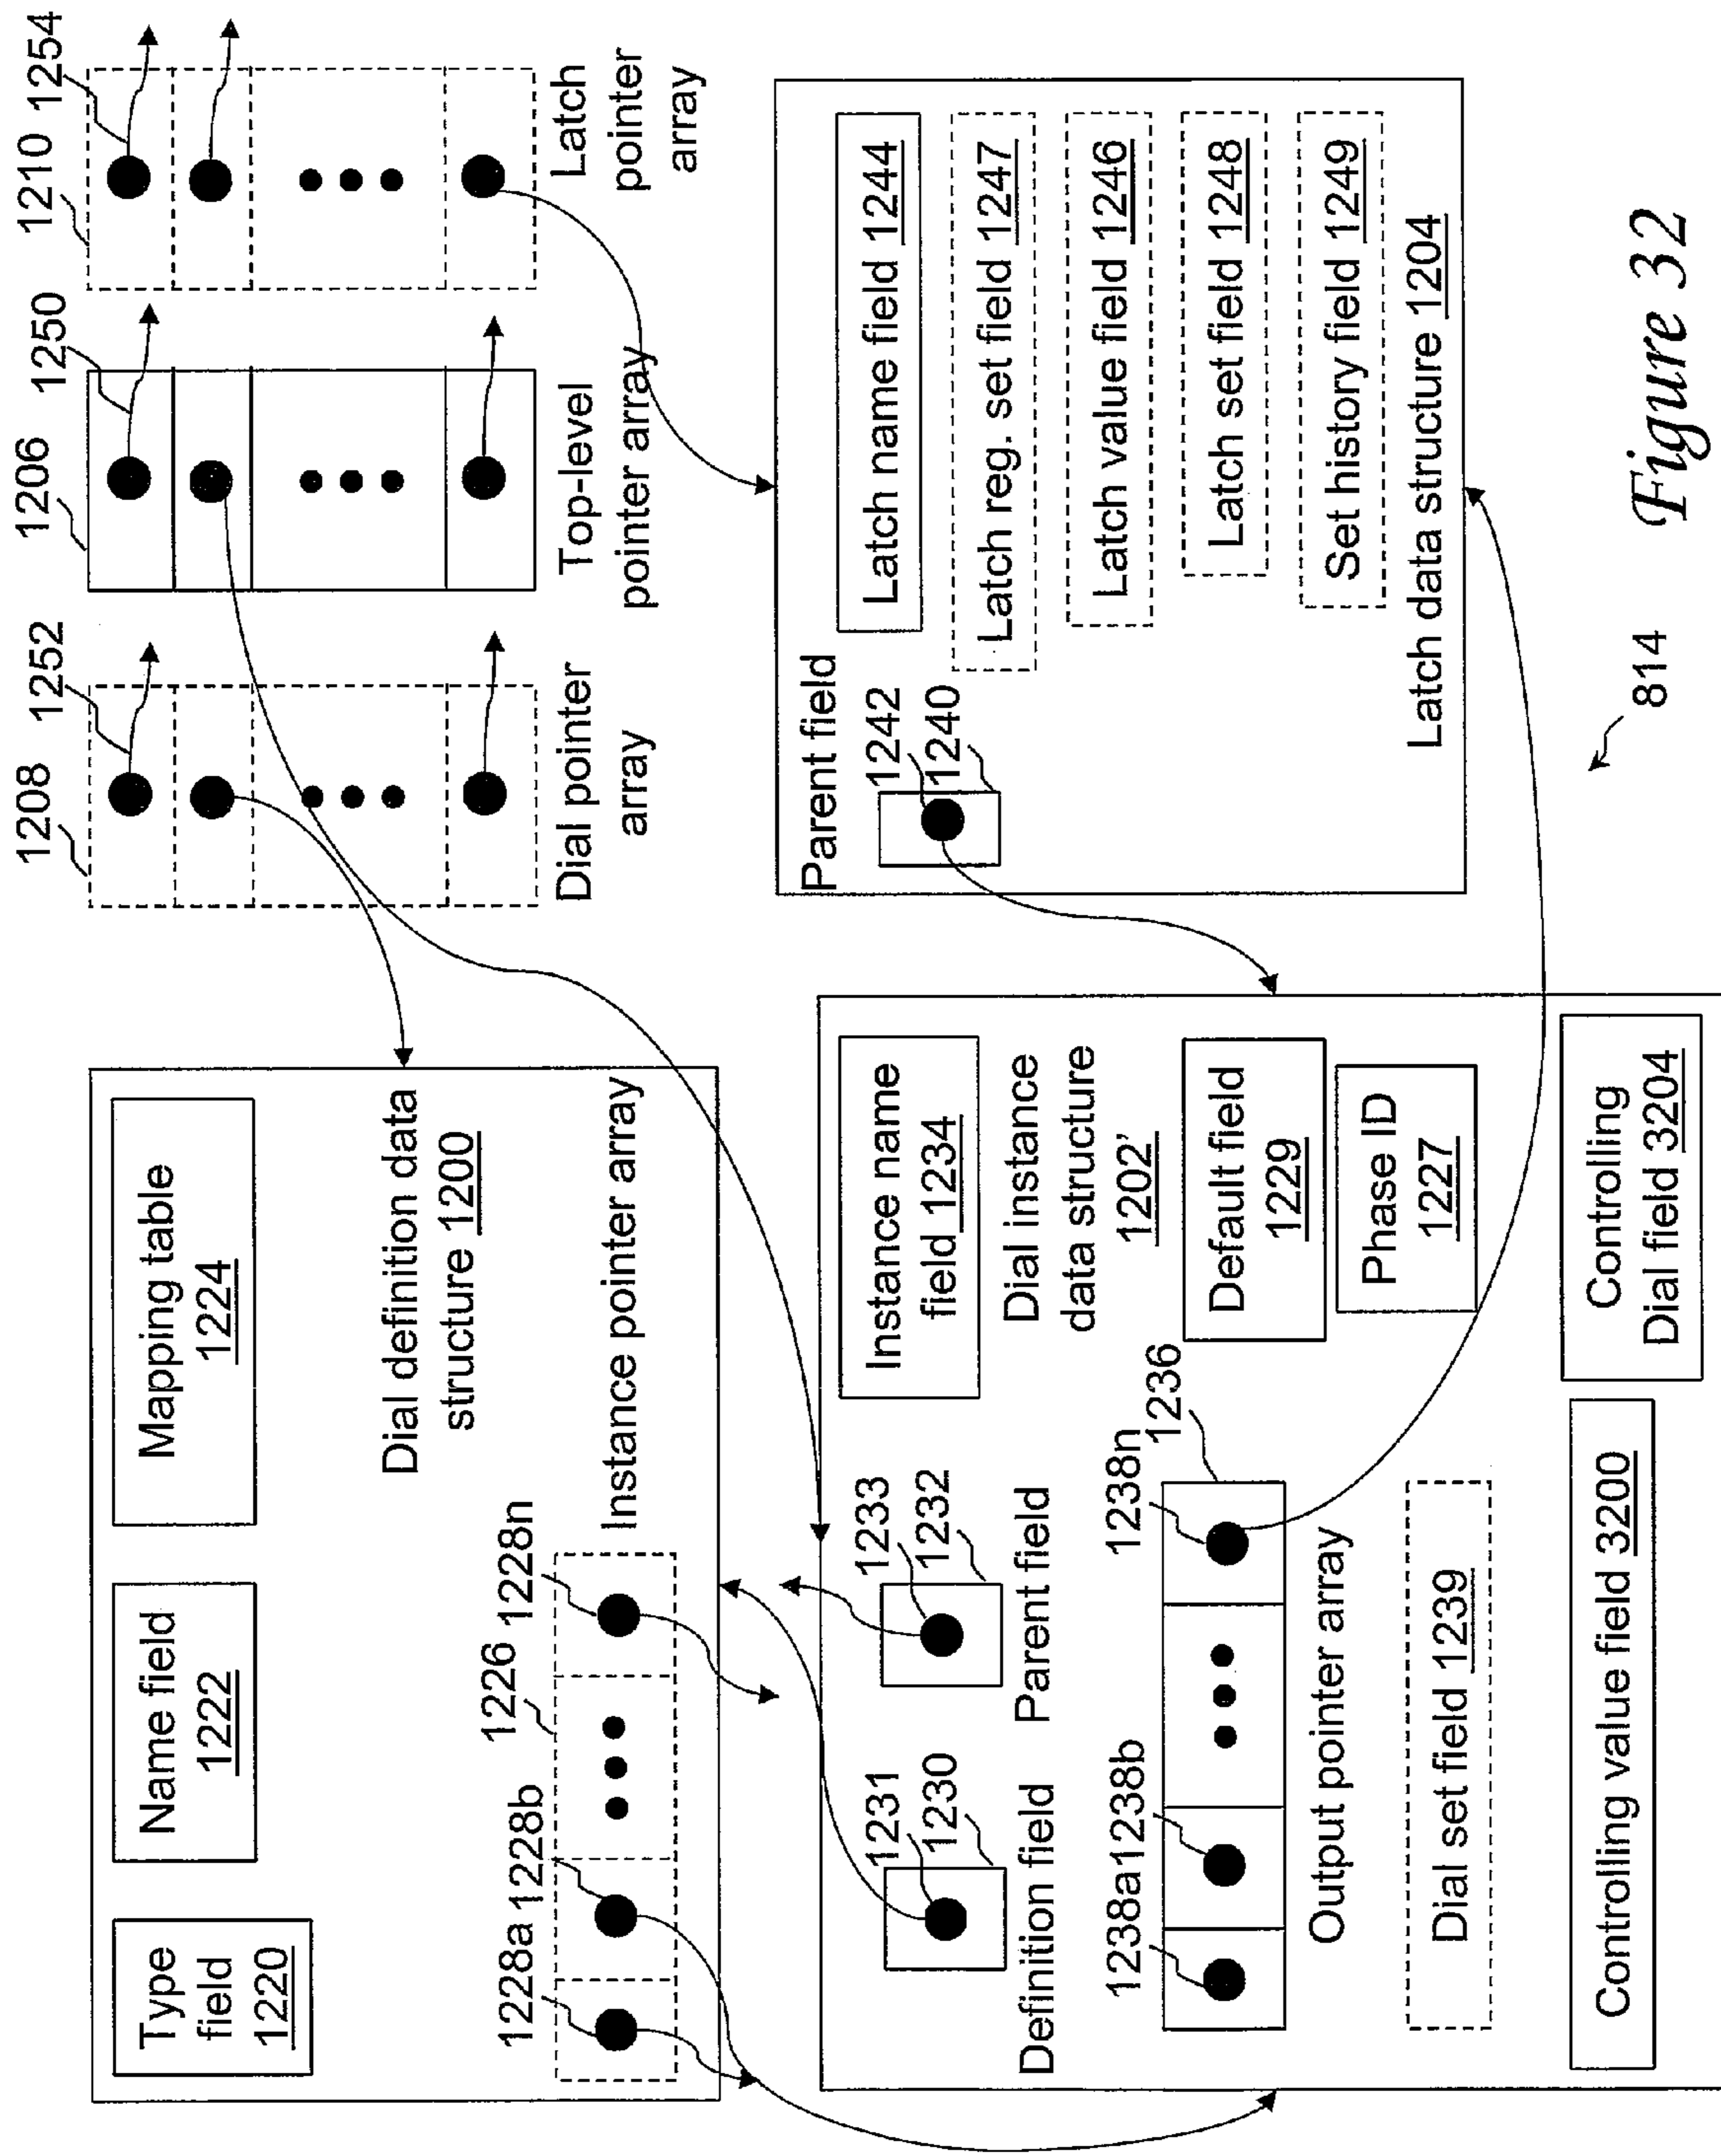 1208
1252
1206
1250
1210
1254
Dial pointer
array
Top-level
pointer array
Latch
pointer
array
Type
field
1220
Name field
1222
Mapping table
1224
Dial definition data
structure 1200
Instance pointer array
1228a
1228b
1226
1228n
1231
1230
Definition field
1233
1232
Parent field
Instance name
field 1234
Dial instance
data structure
1202'
1238a
1238b
1238n
1236
Output pointer array
Default field
1229
Phase ID
1227
Dial set field 1239
Controlling value field 3200
Controlling
Dial field 3204
Parent field
1242
1240
Latch name field 1244
Latch reg. set field 1247
Latch value field 1246
Latch set field 1248
Set history field 1249
Latch data structure 1204
814
Figure 32